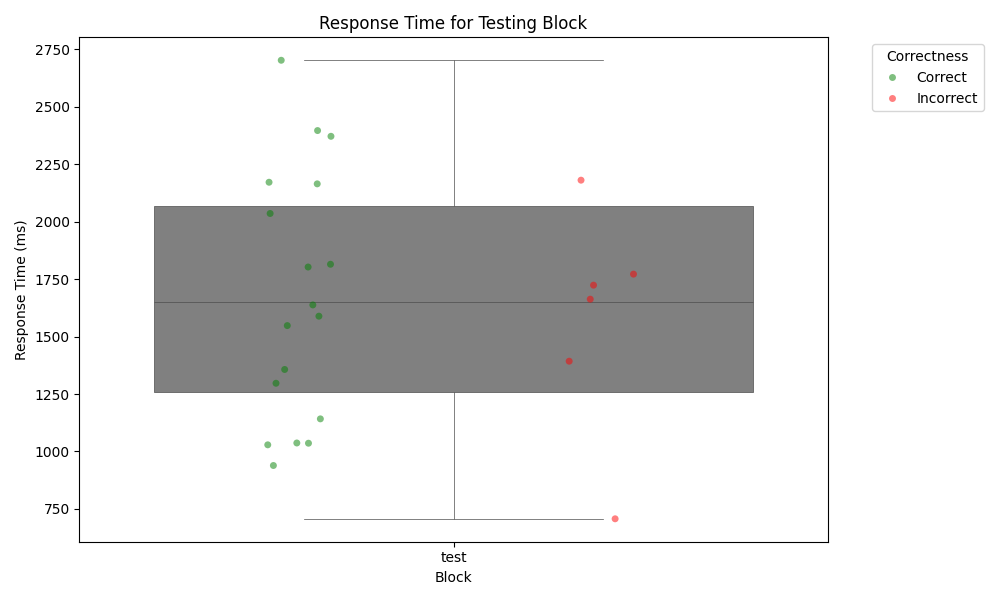 Response Time for Testing Block
Correctness
Correct
Incorrect
2750
2500
2250
2000
1750
1500
1250
1000
750
Response Time (ms)
test
Block